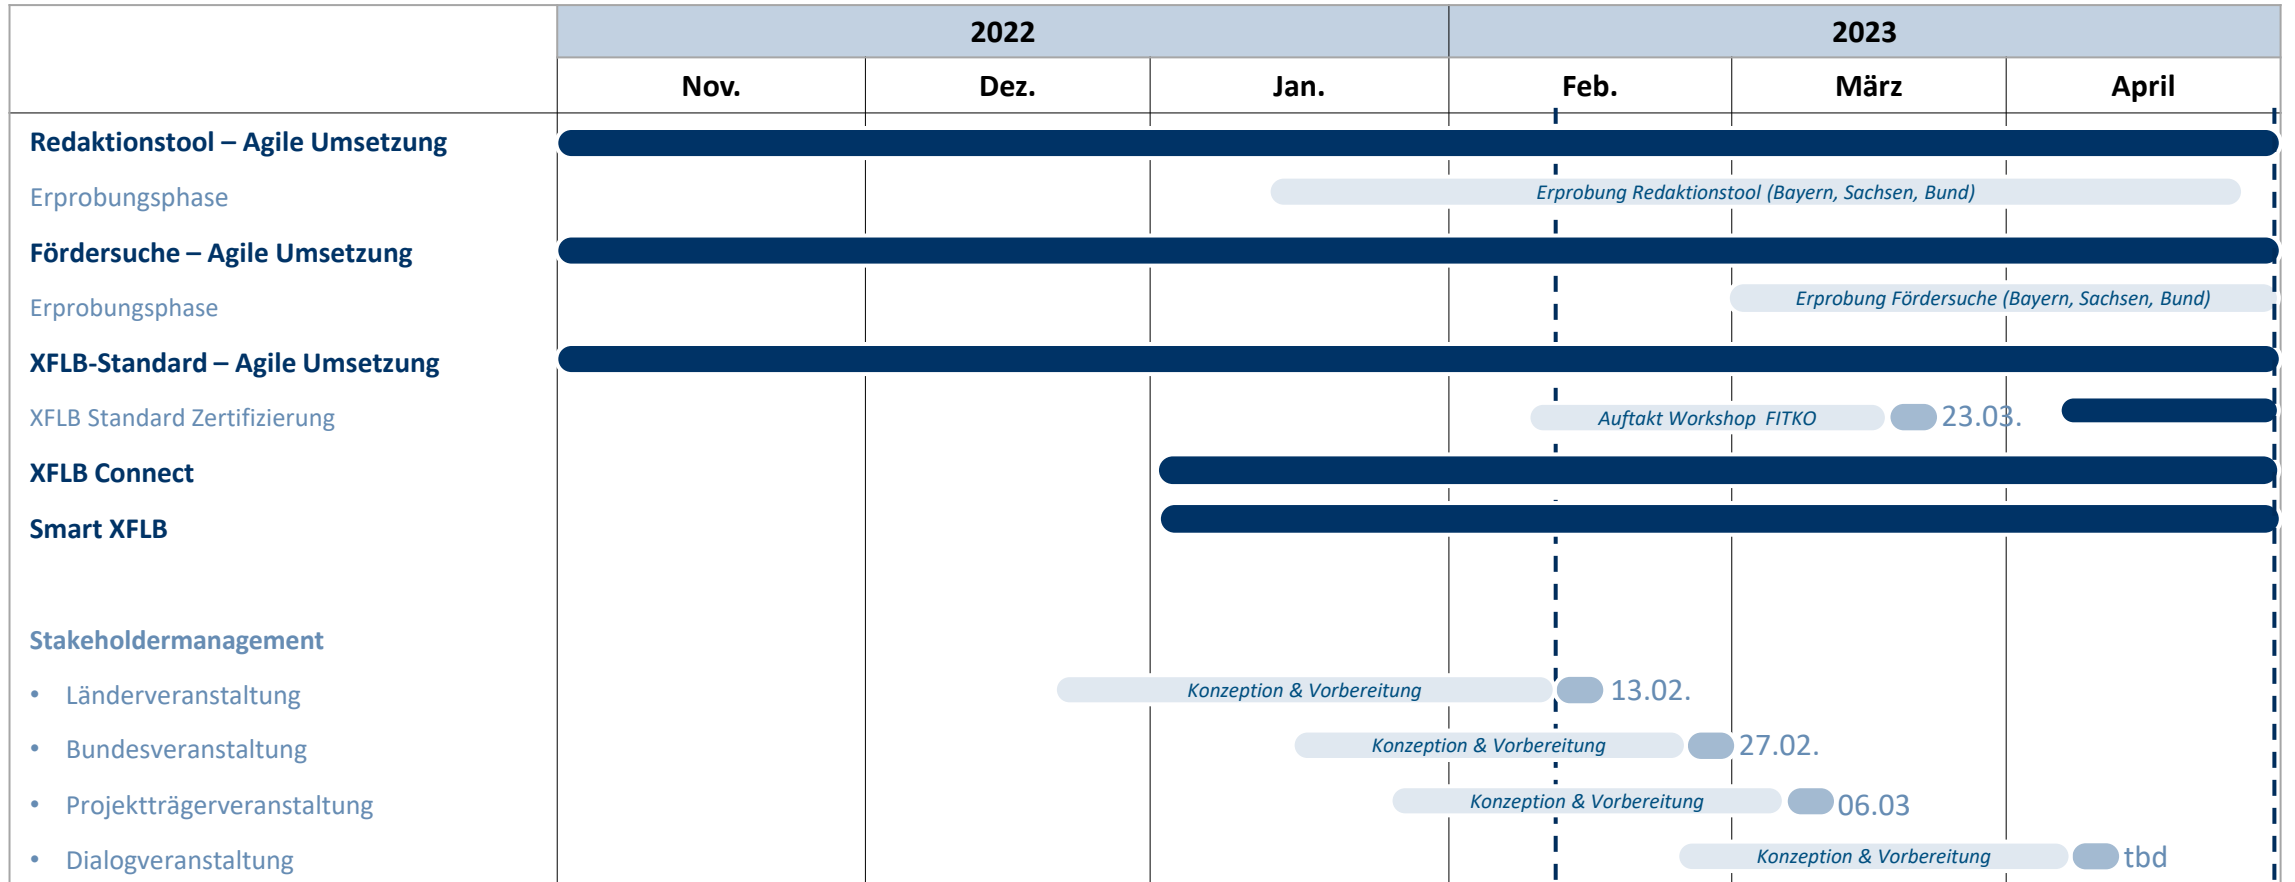 2022 2023
Nov. Dez. Jan. Feb. März April
Redaktionstool – Agile Umsetzung
Erprobungsphase Erprobung Redaktionstool (Bayern, Sachsen, Bund)
Fördersuche – Agile Umsetzung
Erprobungsphase Erprobung Fördersuche (Bayern, Sachsen, Bund)
XFLB-Standard – Agile Umsetzung
XFLB Standard Zertifizierung Auftakt Workshop FITKO 23.03.
XFLB Connect
Smart XFLB
Stakeholdermanagement
• Länderveranstaltung Konzeption & Vorbereitung 13.02.
• Bundesveranstaltung Konzeption & Vorbereitung 27.02.
• Projektträgerveranstaltung Konzeption & Vorbereitung 06.03
• Dialogveranstaltung Konzeption & Vorbereitung tbd